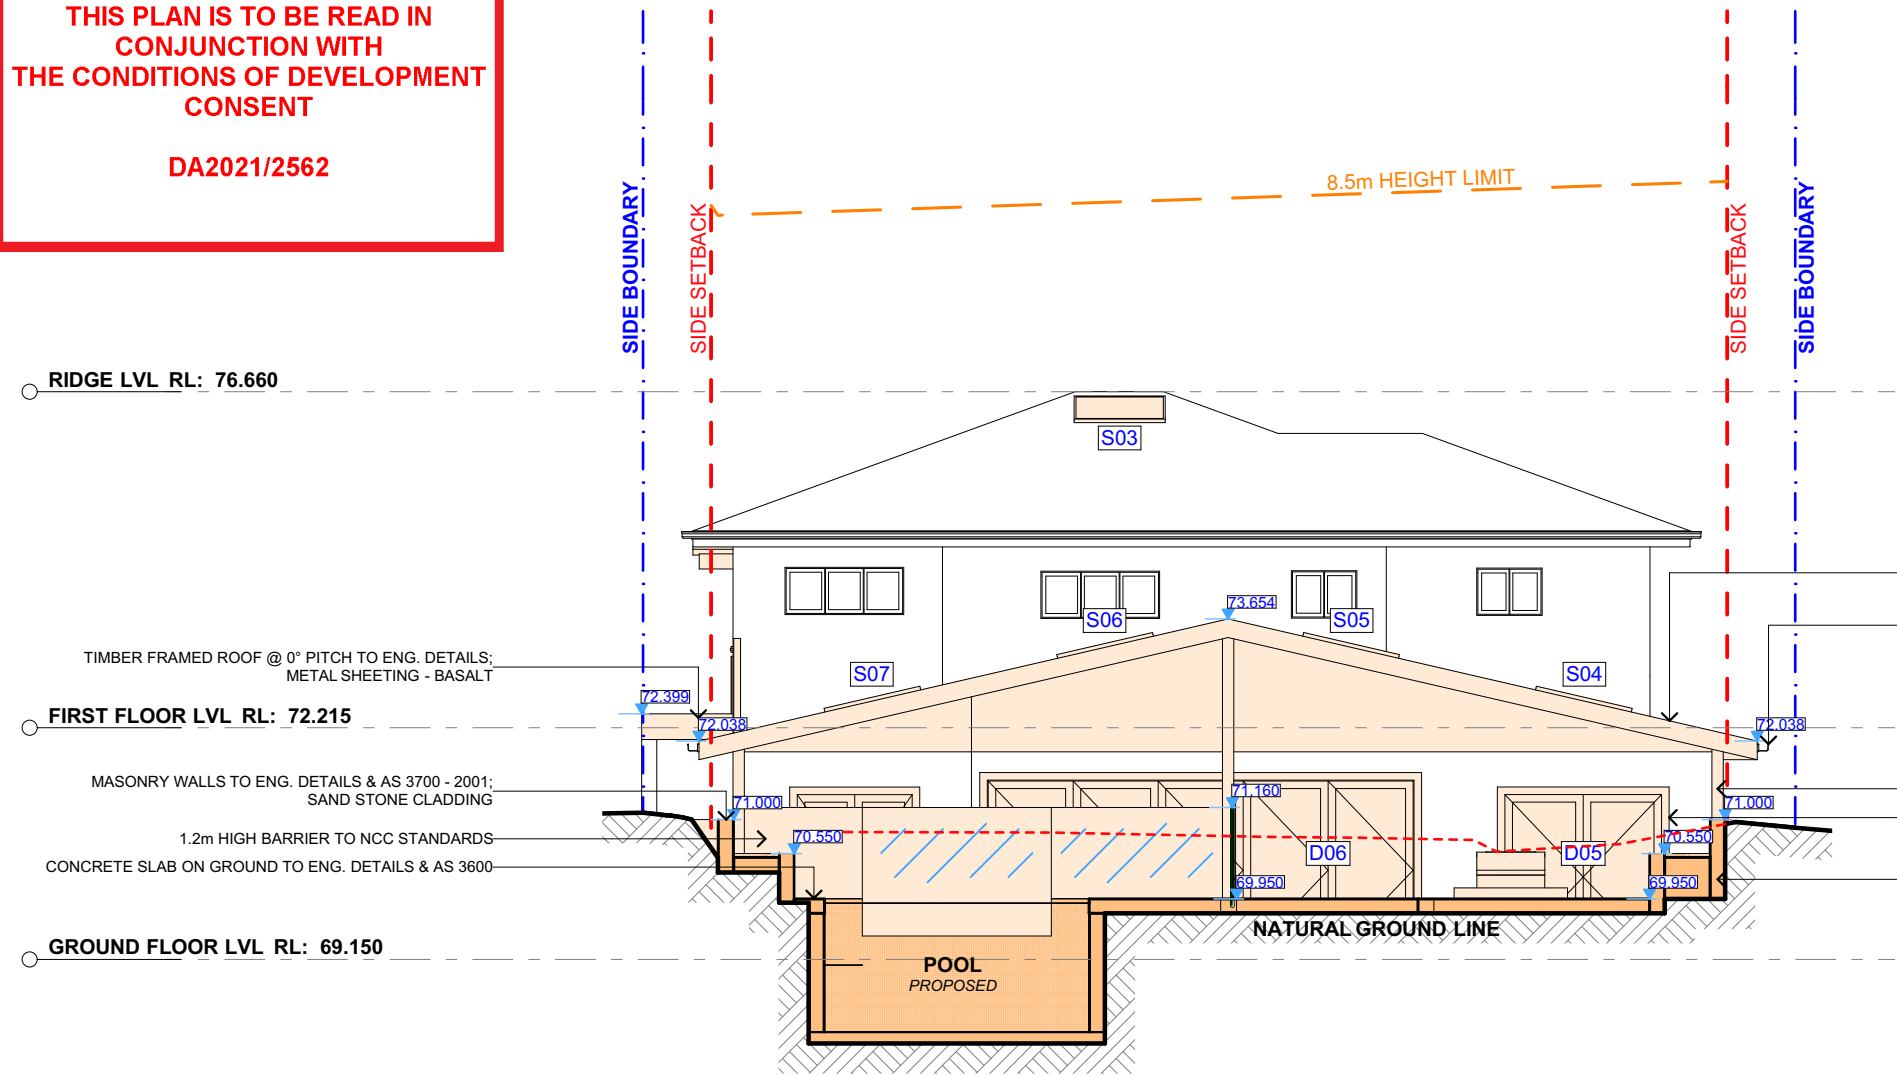 THIS PLAN IS TO BE READ IN
CONJUNCTION WITH
THE CONDITIONS OF DEVELOPMENT
CONSENT
DA2021/2562
SIDE BOUNDARY
SIDE SETBACK
8.5m HEIGHT LIMIT
SIDE SETBACK
SIDE BOUNDARY
RIDGE LVL RL: 76.660
S03
73.654
S06
S05
TIMBER FRAMED ROOF @ 0° PITCH TO ENG. DETAILS;
METAL SHEETING - BASALT
S07
S04
72.399
FIRST FLOOR LVL RL: 72.215
72.038
72.038
MASONRY WALLS TO ENG. DETAILS & AS 3700 - 2001;
SAND STONE CLADDING
71.000
71.160
71.000
1.2m HIGH BARRIER TO NCC STANDARDS
70.550
70.550
CONCRETE SLAB ON GROUND TO ENG. DETAILS & AS 3600
D06
D05
69.950
69.950
NATURAL GROUND LINE
GROUND FLOOR LVL RL: 69.150
POOL
PROPOSED